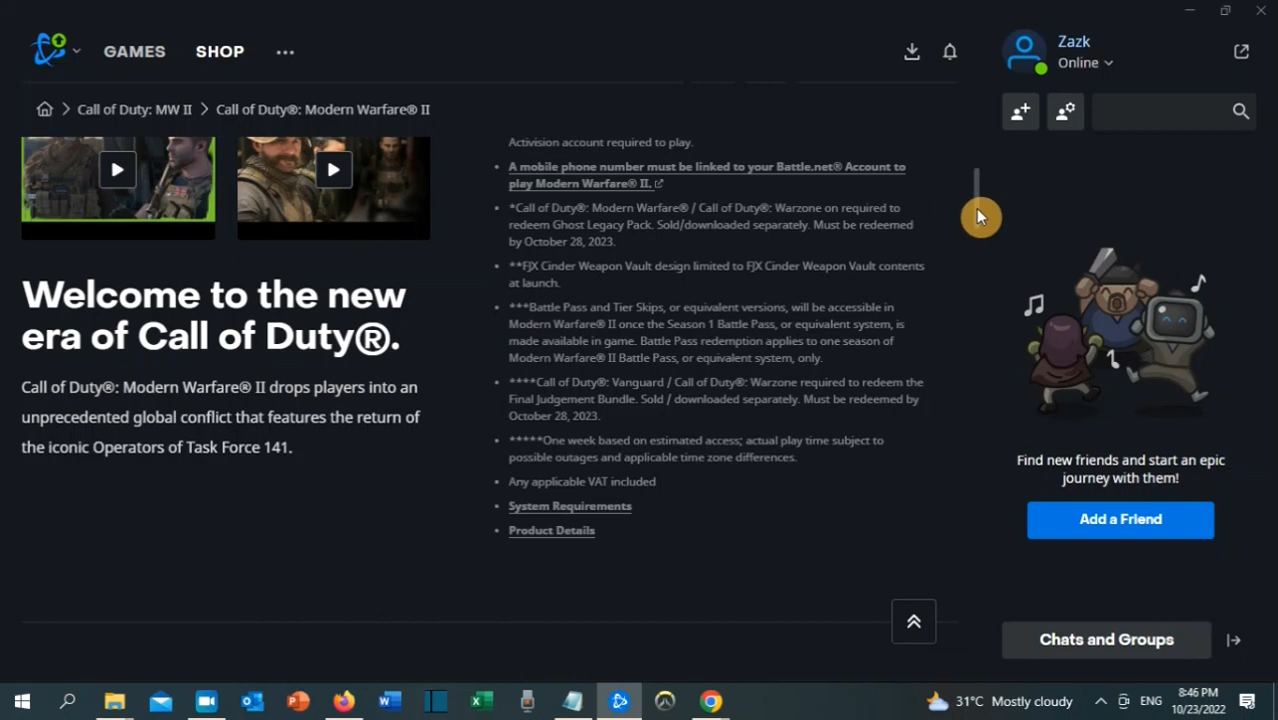 GAMES
SHOP
Zazk
Online
Call of Duty: MW II
Call of Duty®: Modern Warfare® II
Activision account required to play.
A mobile phone number must be linked to your Battle.net® Account to
play Modern Warfare® II.
*Call of Duty®: Modern Warfare® / Call of Duty®: Warzone on required to
redeem Ghost Legacy Pack. Sold/downloaded separately. Must be redeemed
by October 28, 2023.
**FJX Cinder Weapon Vault design limited to FJX Cinder Weapon Vault contents
at launch.
***Battle Pass and Tier Skips, or equivalent versions, will be accessible in
Modern Warfare® II once the Season 1 Battle Pass, or equivalent system, is
made available in game. Battle Pass redemption applies to one season of
Modern Warfare® II Battle Pass, or equivalent system, only.
****Call of Duty®: Vanguard / Call of Duty®: Warzone required to redeem the
Final Judgement Bundle. Sold / downloaded separately. Must be redeemed by
October 28, 2023.
*****One week based on estimated access; actual play time subject to
possible outages and applicable time zone differences.
Any applicable VAT included
System Requirements
Product Details
Welcome to the new
era of Call of Duty®.
Call of Duty®: Modern Warfare® II drops players into an
unprecedented global conflict that features the return of
the iconic Operators of Task Force 141.
Find new friends and start an epic
journey with them!
Add a Friend
Chats and Groups
31°C Mostly cloudy
ENG
8:46 PM
10/23/2022